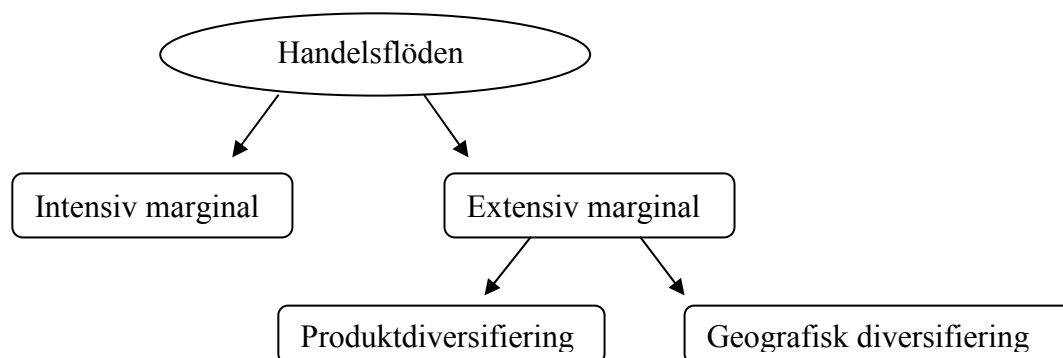 Handelsflöden
Intensiv marginal
Extensiv marginal
Produktdiversifiering
Geografisk diversifiering